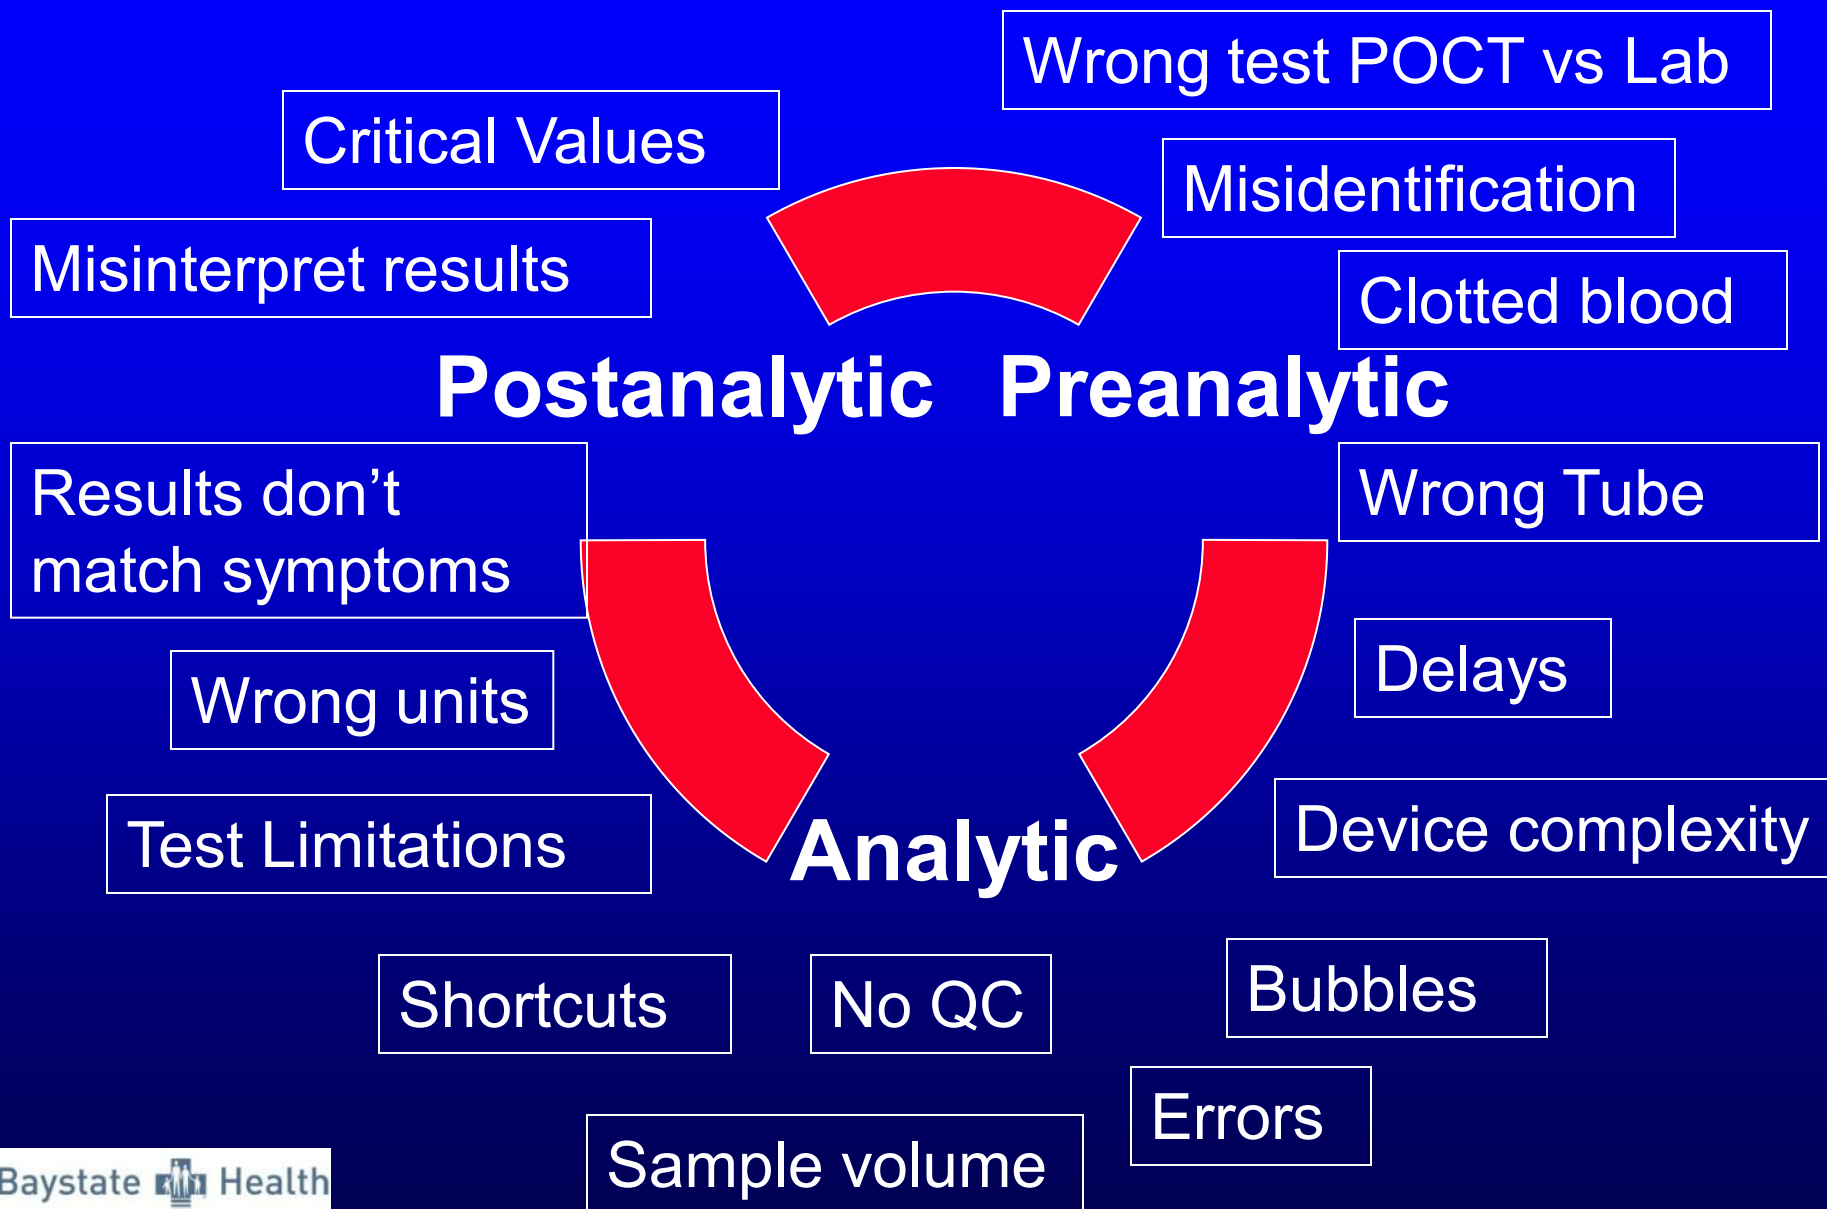 Wrong test POCT vs Lab
Critical Values
Misidentification
Misinterpret results
Clotted blood
Postanalytic Preanalytic
Results don’t
match symptoms
Wrong Tube
Wrong units
Delays
Test Limitations
Device complexity
Analytic
Shortcuts
No QC
Bubbles
Errors
Sample volume
Baystate Health